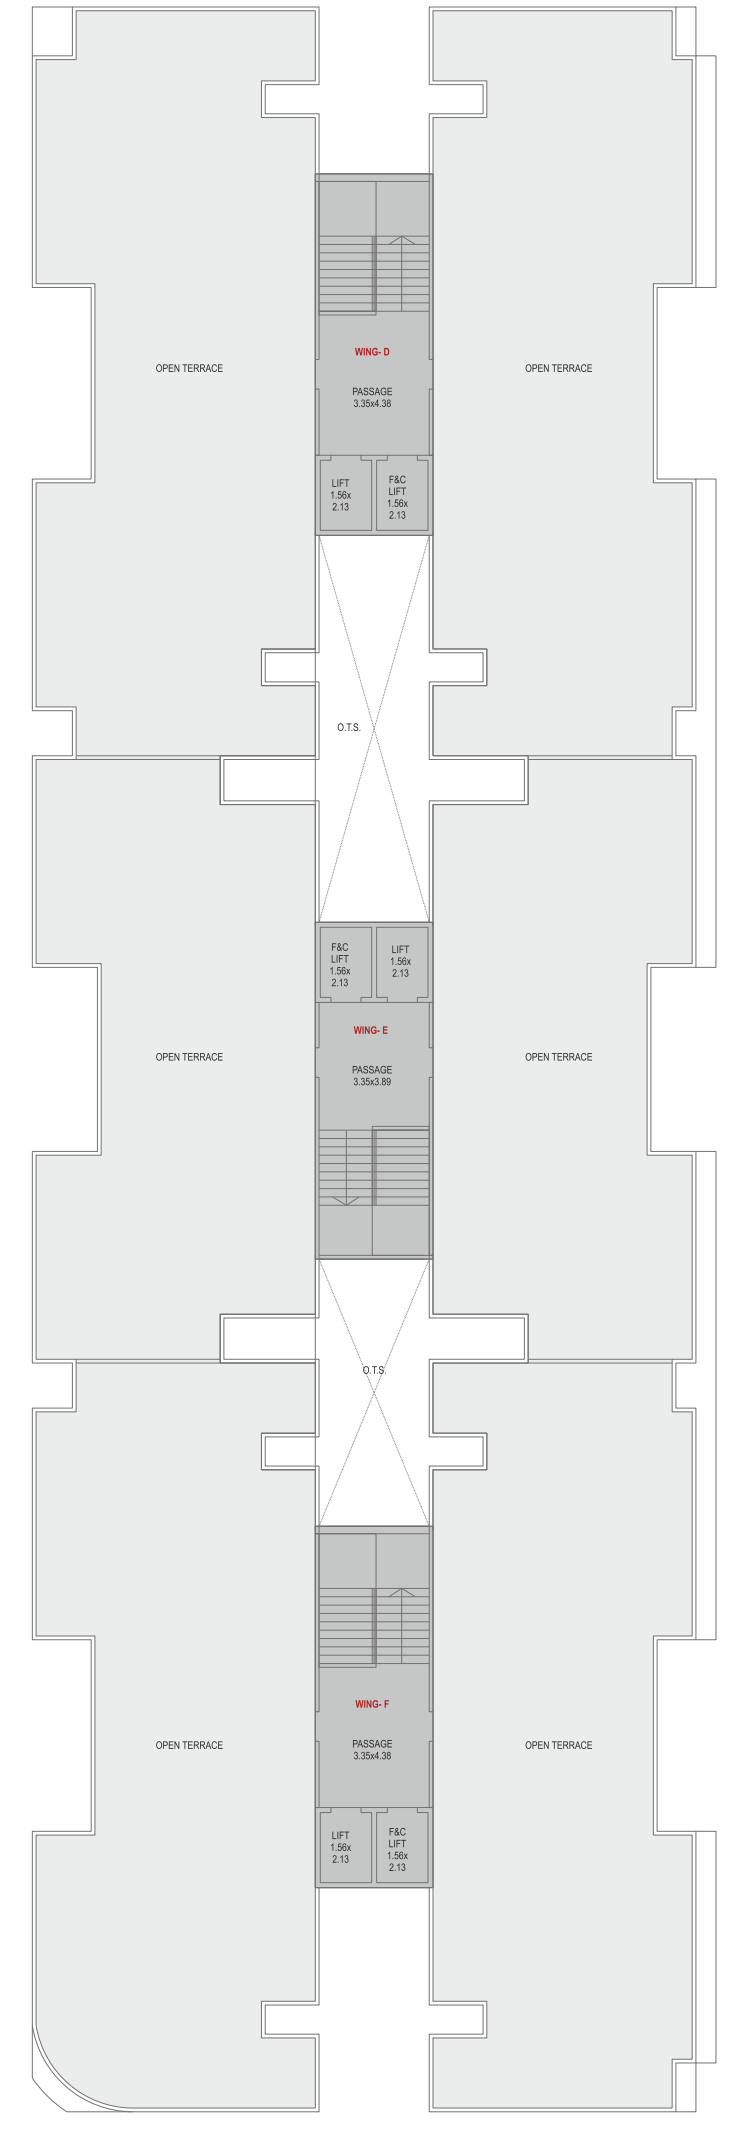 OPEN TERRACE
WING- D
PASSAGE
3.35x4.38
OPEN TERRACE
LIFT
1.56x
2.13
F&C
LIFT
1.56x
2.13
O.T.S.
F&C
LIFT
1.56x
2.13
LIFT
1.56x
2.13
WING- E
OPEN TERRACE
PASSAGE
3.35x3.89
OPEN TERRACE
O.T.S.
WING- F
OPEN TERRACE
PASSAGE
3.35x4.38
OPEN TERRACE
LIFT
1.56x
2.13
F&C
LIFT
1.56x
2.13